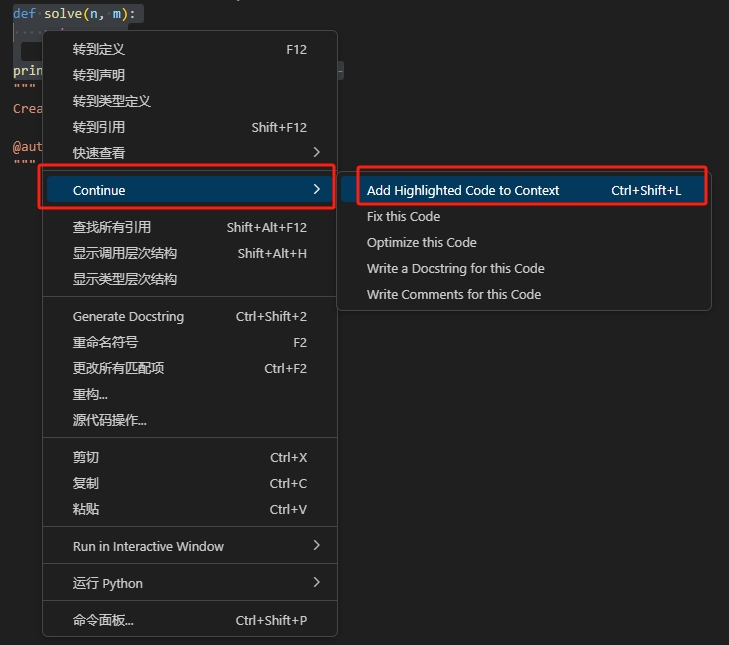 def solve(n, m):
转到定义 F12
转到声明
prin
转到类型定义
"""
Crea
转到引用 Shift+F12
@aut
快速查看
"""
Continue
Add Highlighted Code to Context Ctrl+Shift+L
Fix this Code
Optimize this Code
Write a Docstring for this Code
Write Comments for this Code
查找所有引用 Shift+Alt+F12
显示调用层次结构 Shift+Alt+H
显示类型层次结构
Generate Docstring Ctrl+Shift+2
重命名符号 F2
更改所有匹配项 Ctrl+F2
重构...
源代码操作...
剪切 Ctrl+X
复制 Ctrl+C
粘贴 Ctrl+V
Run in Interactive Window
运行 Python
命令面板... Ctrl+Shift+P